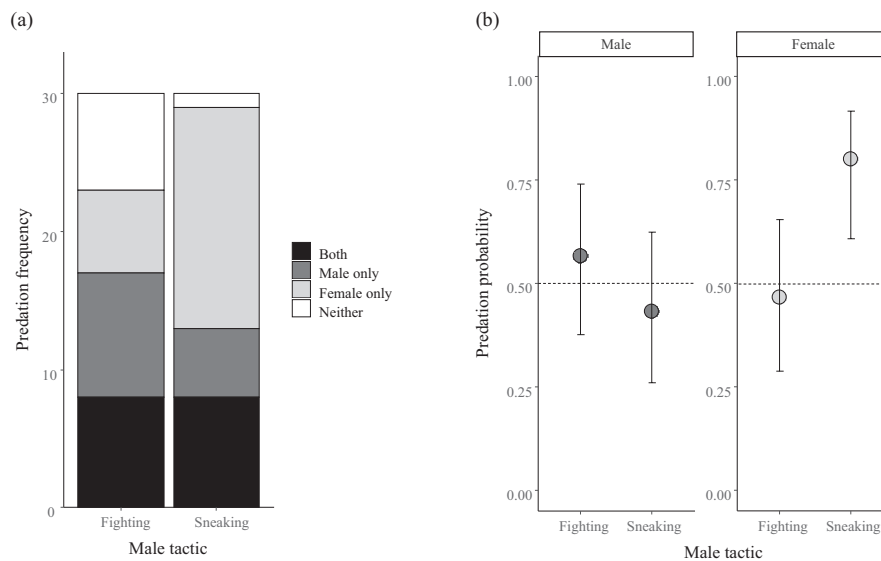 (a)
30
20
10
0
Predation frequency
Fighting
Sneaking
Male tactic
Both
Male only
Female only
Neither
(b)
Male
Female
1.00
0.75
0.50
0.25
0.00
Predation probability
1.00
0.75
0.50
0.25
0.00
Fighting
Sneaking
Fighting
Sneaking
Male tactic